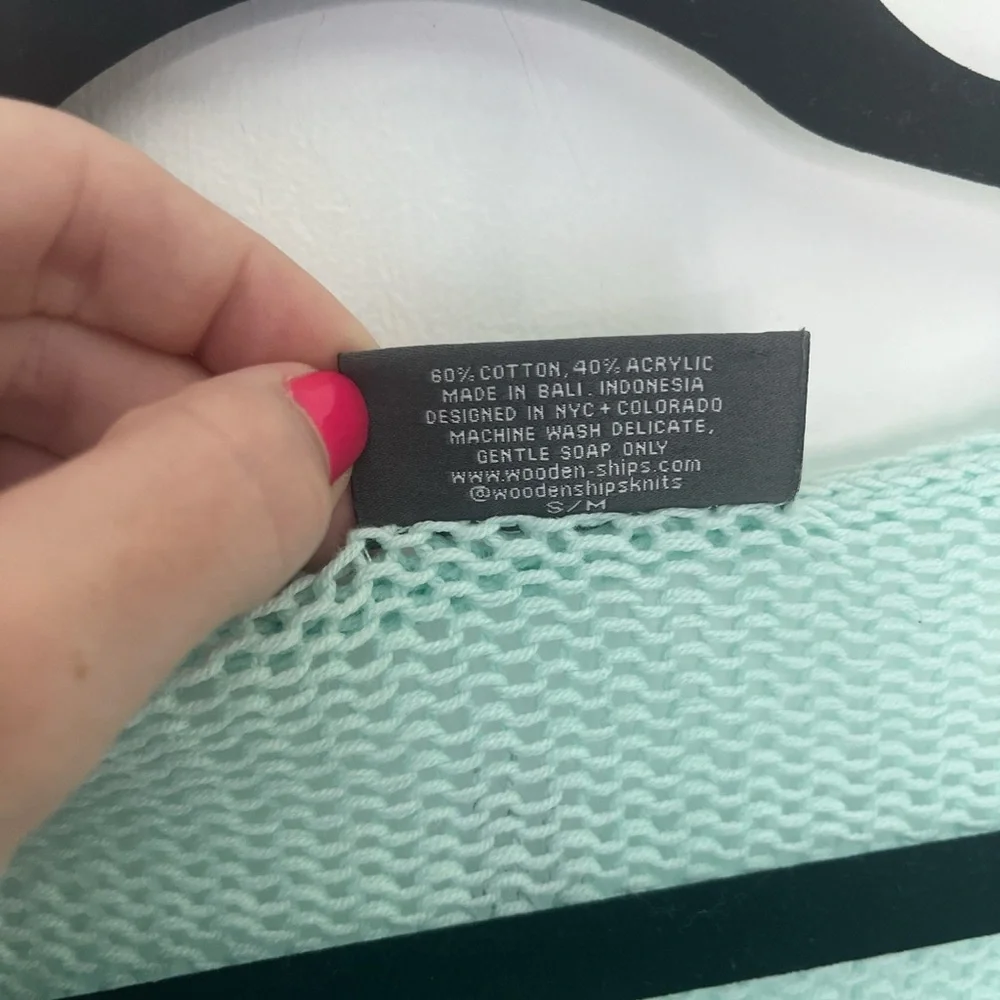 60% COTTON, 40% ACRYLIC
MADE IN BALI. INDONESIA
DESIGNED IN NYC + COLORADO
MACHINE WASH DELICATE,
GENTLE SOAP ONLY
www.wooden-ships.com
@woodenshipsknits
S/M